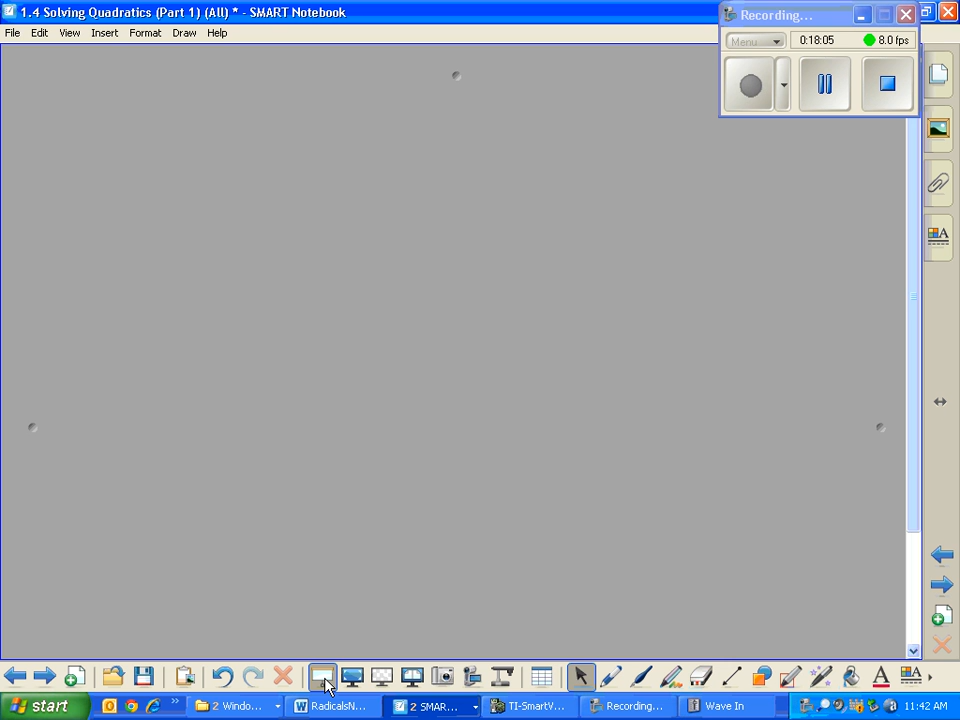 1.4 Solving Quadratics (Part 1) (All) * - SMART Notebook
Recording...
File Edit View Insert Format Draw Help
Menu 0:18:05 8.0 fps
start
2 Windo...
RadicalsN...
2 SMAR...
TI-SmartV...
Recording...
Wave In
11:42 AM